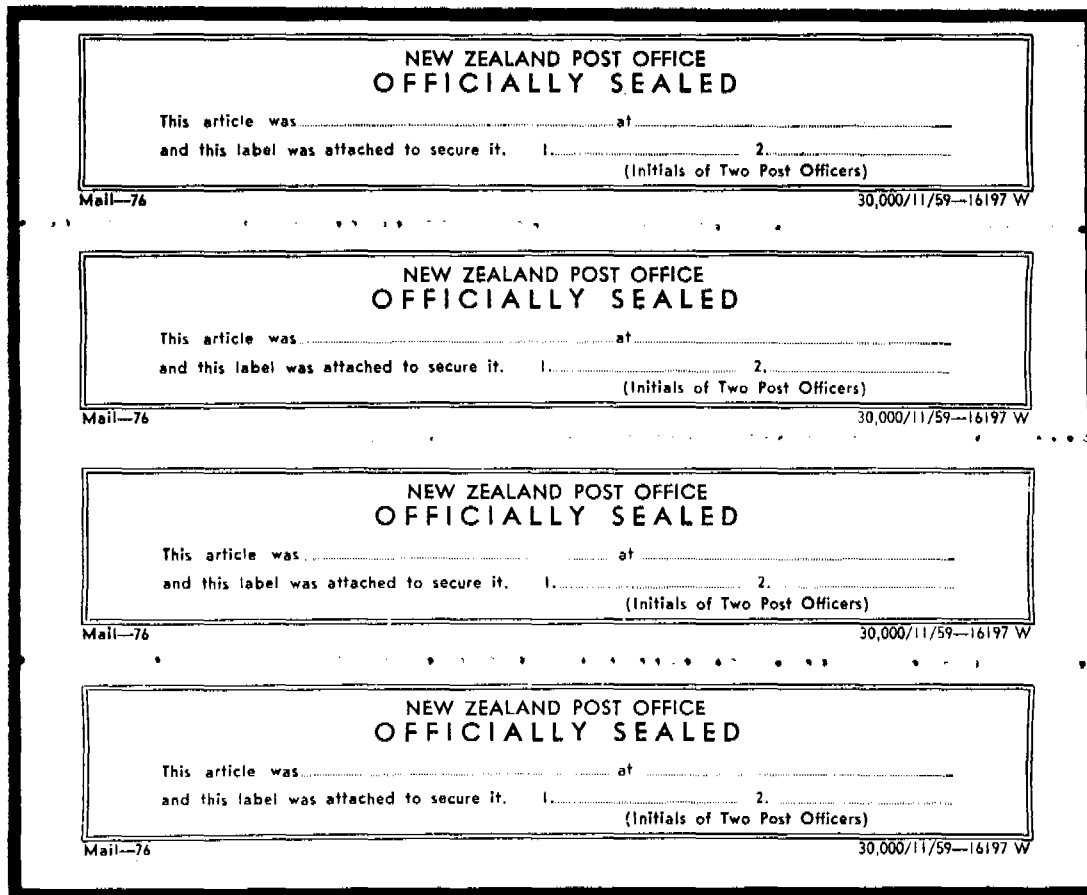 NEW ZEALAND POST OFFICE
OFFICIALLY SEALED
This article was at
and this label was attached to secure it. 1. 2.
(Initials of Two Post Officers)
Mail—76 30,000/11/59—16197 W
NEW ZEALAND POST OFFICE
OFFICIALLY SEALED
This article was at
and this label was attached to secure it. 1. 2.
(Initials of Two Post Officers)
Mail—76 30,000/11/59—16197 W
NEW ZEALAND POST OFFICE
OFFICIALLY SEALED
This article was at
and this label was attached to secure it. 1. 2.
(Initials of Two Post Officers)
Mail—76 30,000/11/59—16197 W
NEW ZEALAND POST OFFICE
OFFICIALLY SEALED
This article was at
and this label was attached to secure it. 1. 2.
(Initials of Two Post Officers)
Mail—76 30,000/11/59—16197 W